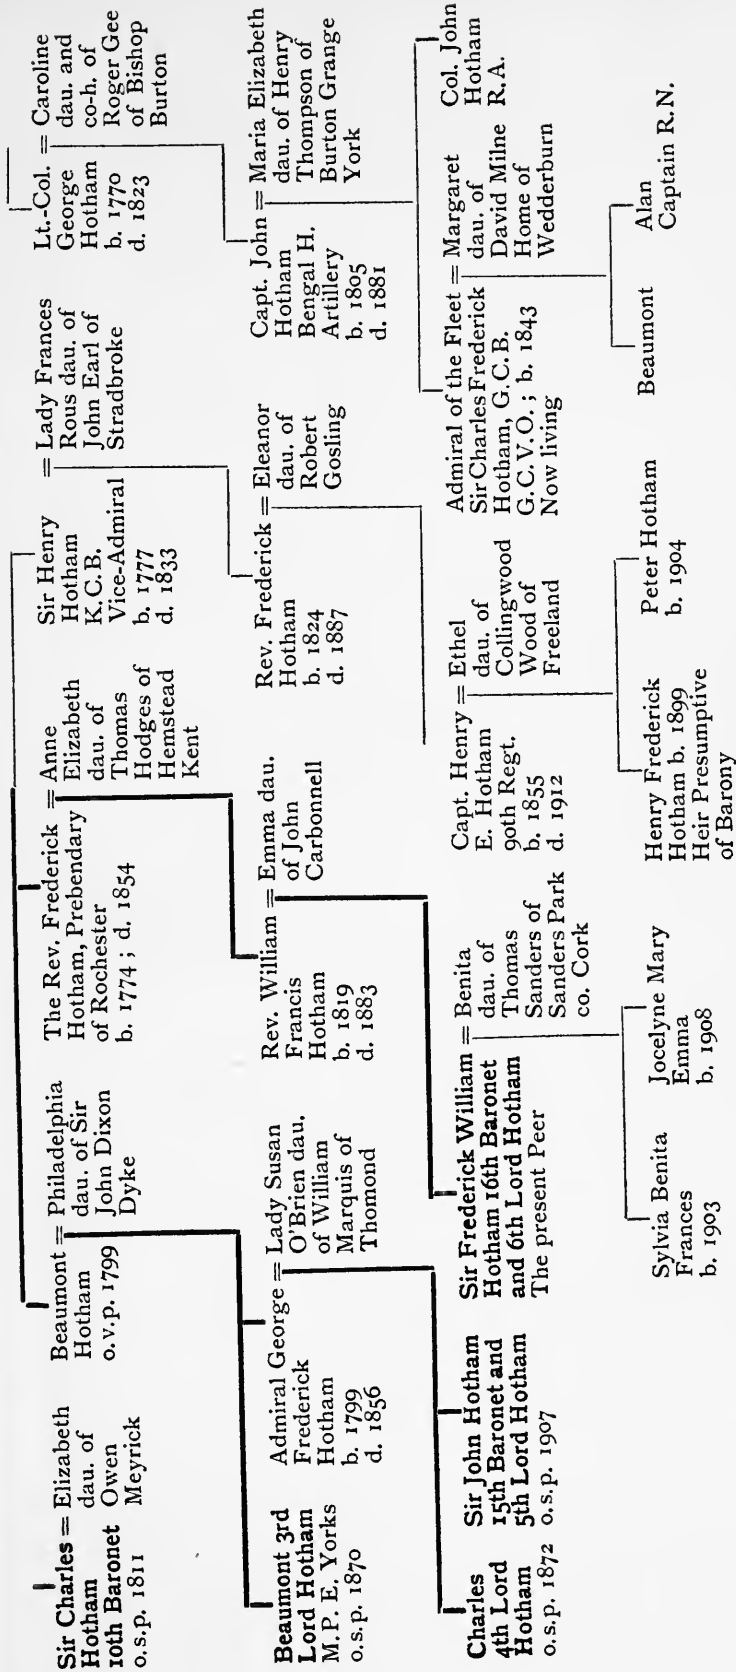 Sir Charles = Elizabeth
Hotham dau. of
10th Baronet Owen
o.s.p. 1811 Meyrick
Beaumont = Philadelphia
Hotham dau. of Sir
o.v.p. 1799 John Dixon
Dyke
The Rev. Frederick = Anne
Hotham, Prebendary Elizabeth
of Rochester dau. of
b. 1774 ; d. 1854 Thomas
Hodges of
Hemstead
Kent
Sir Henry = Lady Frances
Hotham Rous dau. of
K.C.B. John Earl of
Vice-Admiral Stradbroke
b. 1777
d. 1833
Lt.-Col. = Caroline
George dau. and
Hotham co-h. of
b. 1770 Roger Gee
d. 1823 of Bishop
Burton
Beaumont 3rd
Lord Hotham
M.P. E. Yorks
o.s.p. 1870
Admiral George = Lady Susan
Frederick O'Brien dau.
Hotham of William
b. 1799 Marquis of
d. 1856 Thomond
Rev. William = Emma dau.
Francis of John
Hotham Carbonnell
b. 1819
d. 1883
Rev. Frederick = Eleanor
Hotham dau. of
b. 1824 Robert
d. 1887 Gosling
Capt. John = Maria Elizabeth
Hotham dau. of Henry
Bengal H. Thompson of
Artillery Burton Grange
b. 1805 York
d. 1881
Charles
4th Lord
Hotham
o.s.p. 1872
Sir John Hotham
15th Baronet and
5th Lord Hotham
o.s.p. 1907
Sir Frederick William = Benita
Hotham 16th Baronet dau. of
and 6th Lord Hotham Thomas
The present Peer Sanders of
Sanders Park
co. Cork
Capt. Henry = Ethel
E. Hotham dau. of
90th Regt. Collingwood
b. 1855 Wood of
d. 1912 Freeland
Admiral of the Fleet = Margaret
Sir Charles Frederick dau. of
Hotham, G.C.B. David Milne
G.C.V.O. ; b. 1843 Home of
Now living Wedderburn
Col. John
Hotham
R.A.
Sylvia Benita
Frances
b. 1903
Jocelyne Mary
Emma
b. 1908
Henry Frederick
Hotham b. 1899
Heir Presumptive
of Barony
Peter Hotham
b. 1904
Beaumont
Alan
Captain R.N.